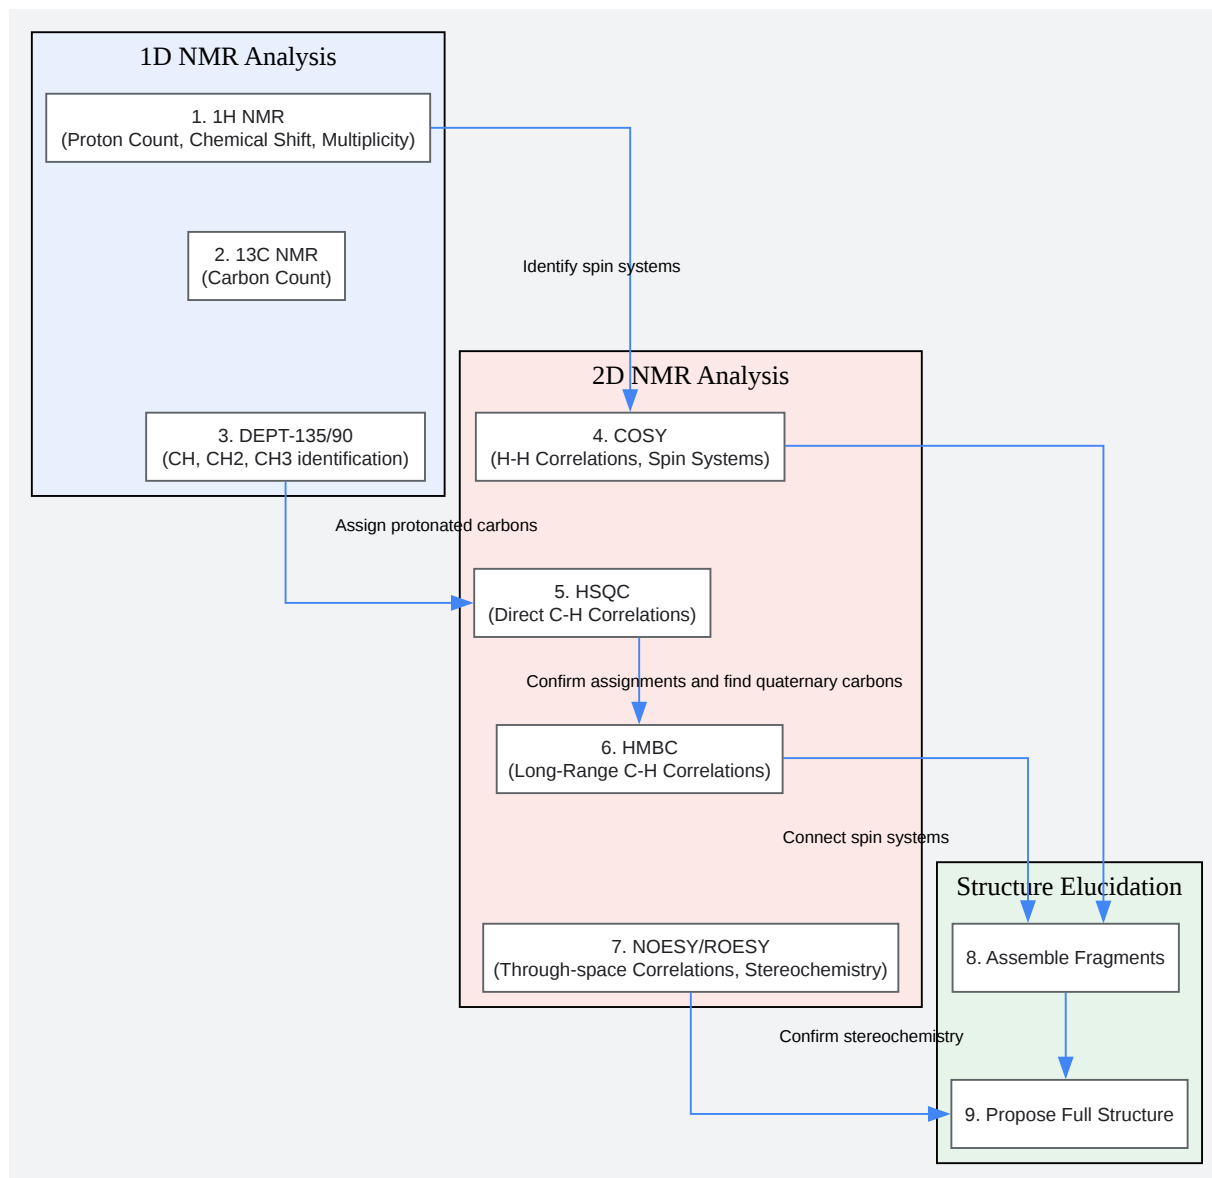 1D NMR Analysis
1. 1H NMR
(Proton Count, Chemical Shift, Multiplicity)
2. 13C NMR
(Carbon Count)
Identify spin systems
2D NMR Analysis
3. DEPT-135/90
(CH, CH2, CH3 identification)
4. COSY
(H-H Correlations, Spin Systems)
Assign protonated carbons
5. HSQC
(Direct C-H Correlations)
Confirm assignments and find quaternary carbons
6. HMBC
(Long-Range C-H Correlations)
Connect spin systems
Structure Elucidation
7. NOESY/ROESY
(Through-space Correlations, Stereochemistry)
8. Assemble Fragments
Confirm stereochemistry
9. Propose Full Structure